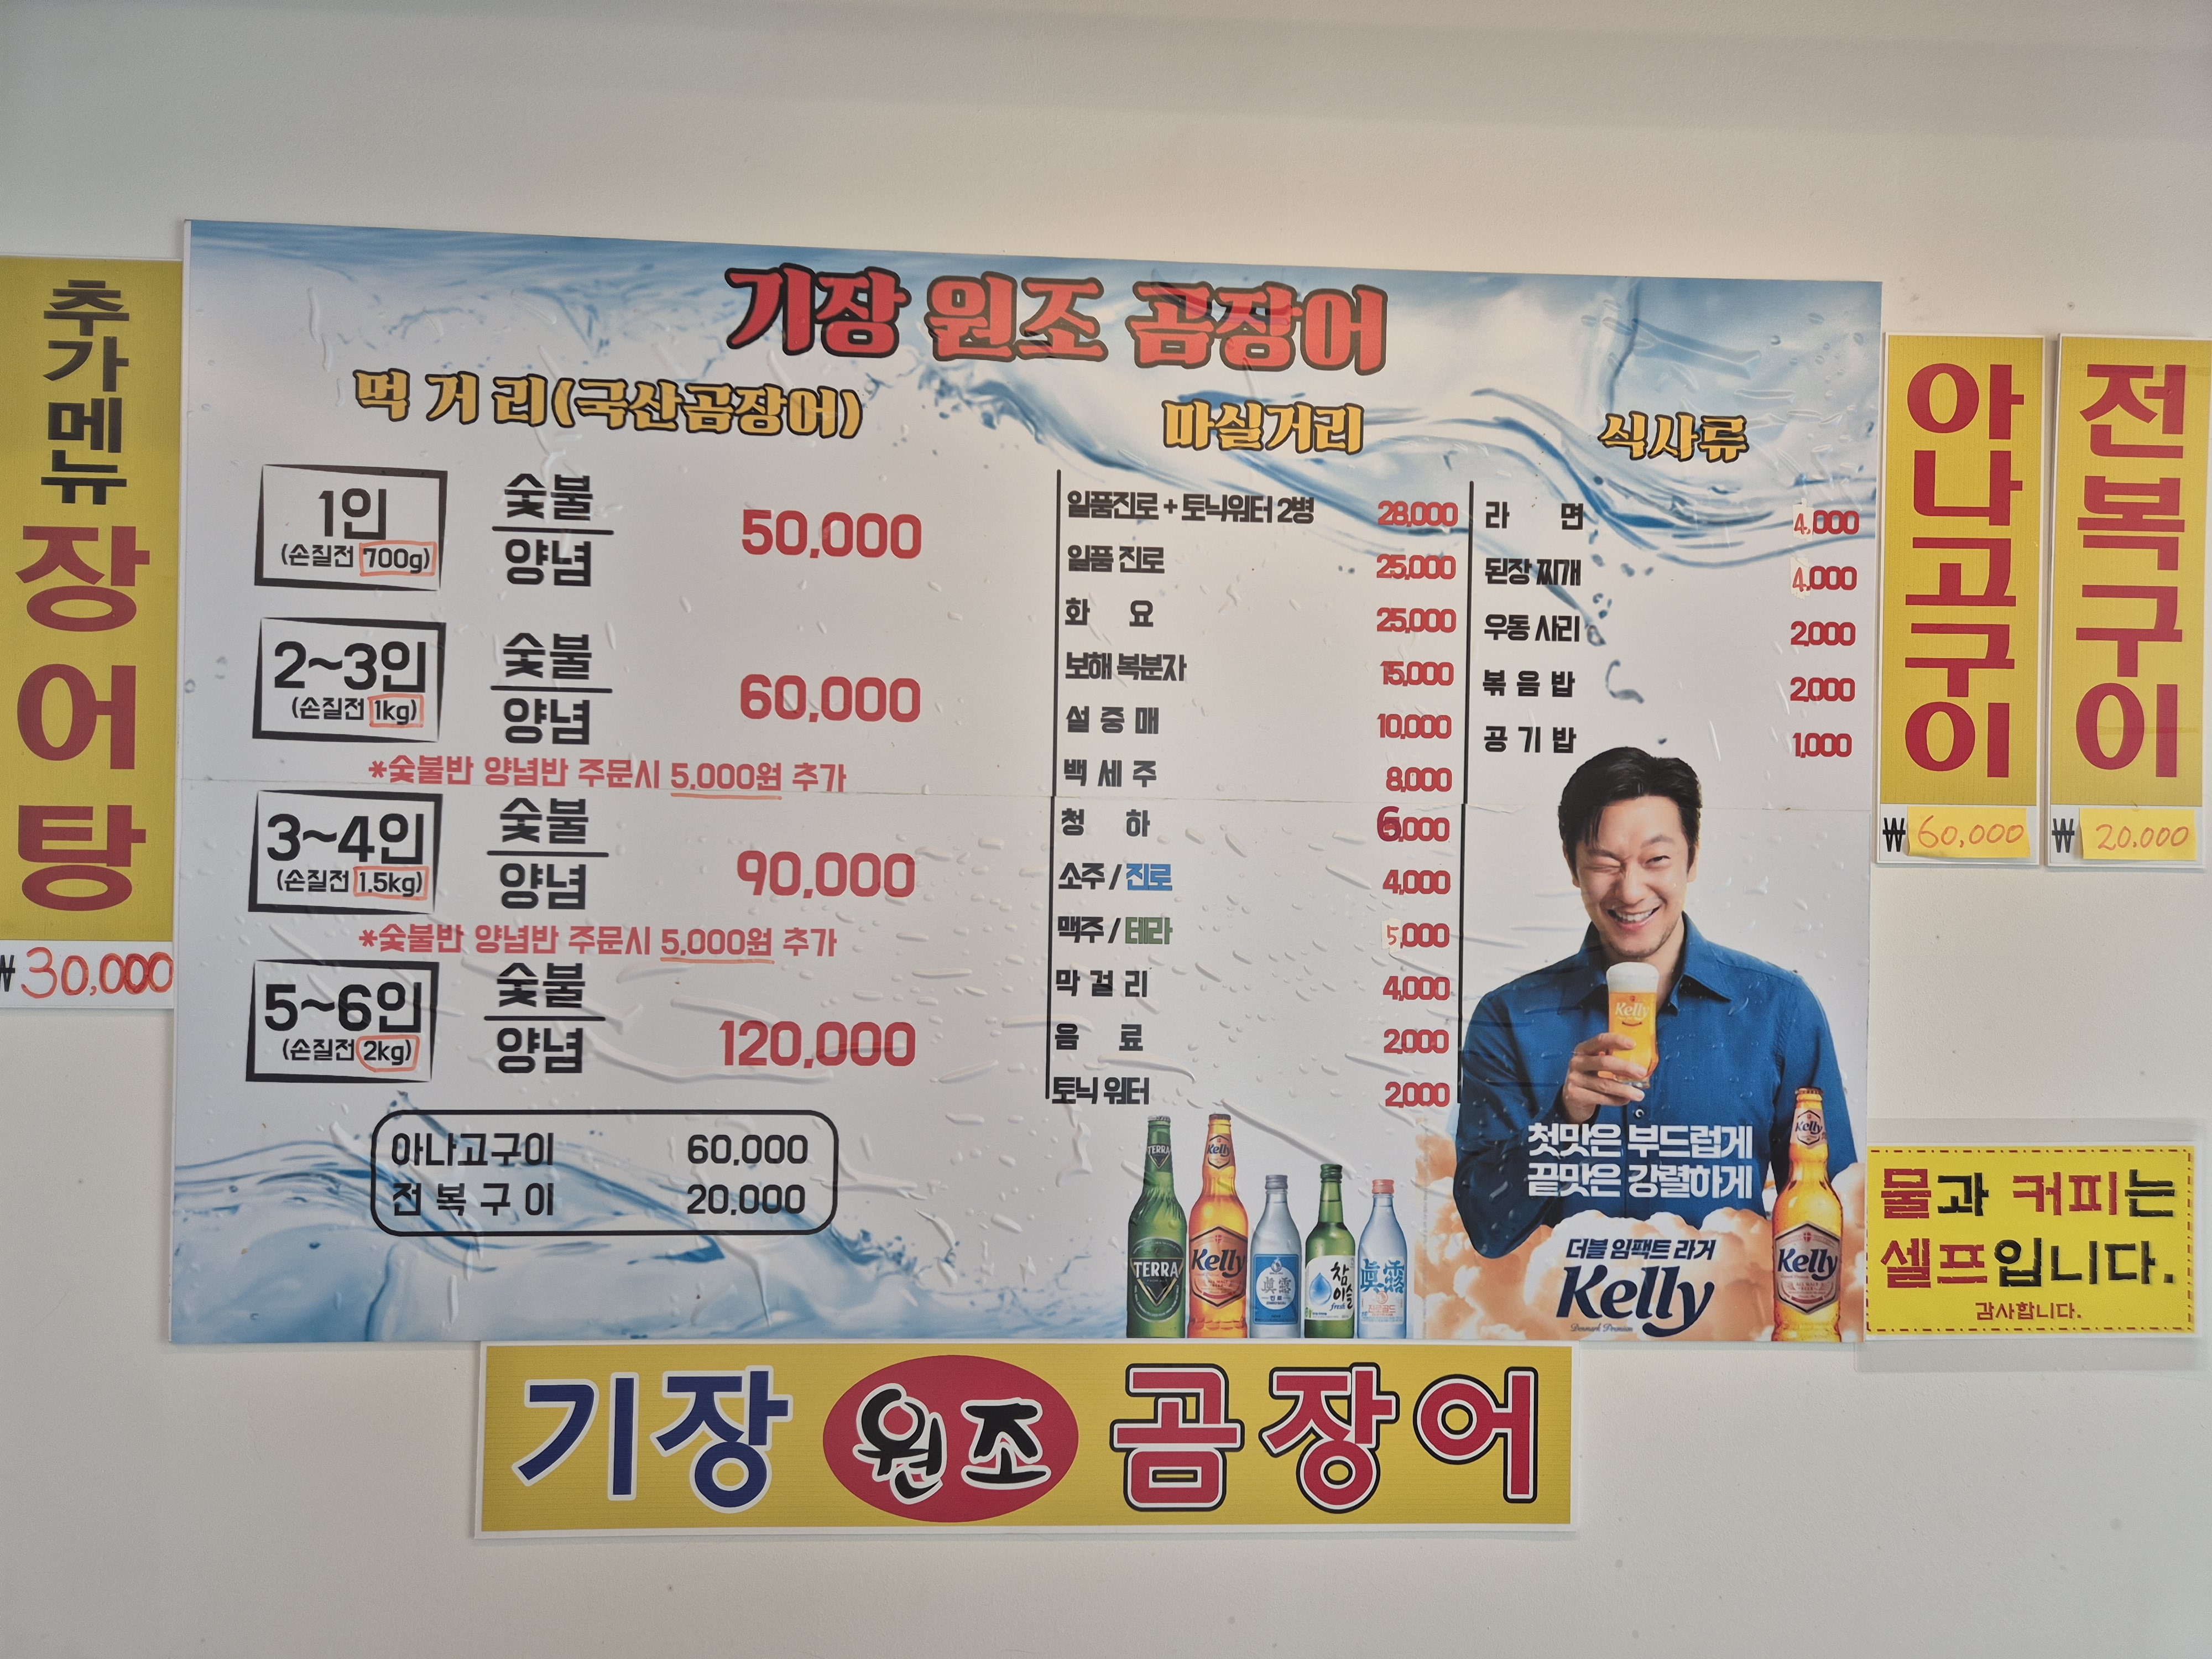 추가메뉴
장어탕
₩30,000
기장 원조 곰장어
먹 거 리(국산곰장어)
1인
(손질전 700g)
숯불
양념
50,000
2~3인
(손질전 1kg)
숯불
양념
60,000
*숯불반 양념반 주문시 5,000원 추가
3~4인
(손질전 1.5kg)
숯불
양념
90,000
*숯불반 양념반 주문시 5,000원 추가
5~6인
(손질전 2kg)
숯불
양념
120,000
아나고구이 60,000
전 복 구 이 20,000
마실거리
일품진로 + 토닉워터 2병 28,000
일품 진로 25,000
화 요 25,000
보해 복분자 15,000
설 중 매 10,000
백 세 주 8,000
청 하 6,000
소주 / 진로 4,000
맥주 / 테라 5,000
막 걸 리 4,000
음 료 2,000
토닉 워터 2,000
식사류
라 면 4,000
된장 찌개 4,000
우동 사리 2,000
볶 음 밥 2,000
공 기 밥 1,000
TERRA
TERRA
Kelly
Kelly
眞露
참이슬
fresh
眞露
Kelly
첫맛은 부드럽게
끝맛은 강렬하게
더블 임팩트 라거
Kelly
Denmark Premium
Kelly
Kelly
아나고구이
₩ 60,000
전복구이
₩ 20,000
물과 커피는
셀프입니다.
감사합니다.
기장 원조 곰장어